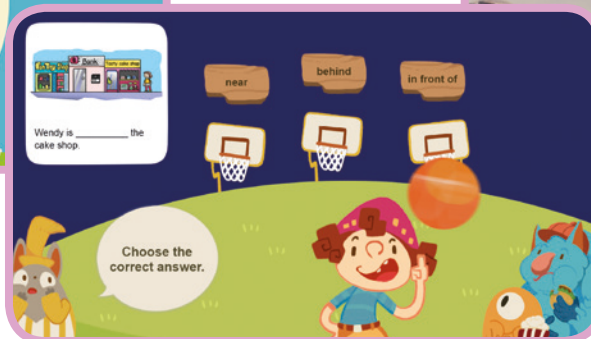 Bank
near
behind
in front of
Wendy is __________ the
cake shop.
Choose the
correct answer.